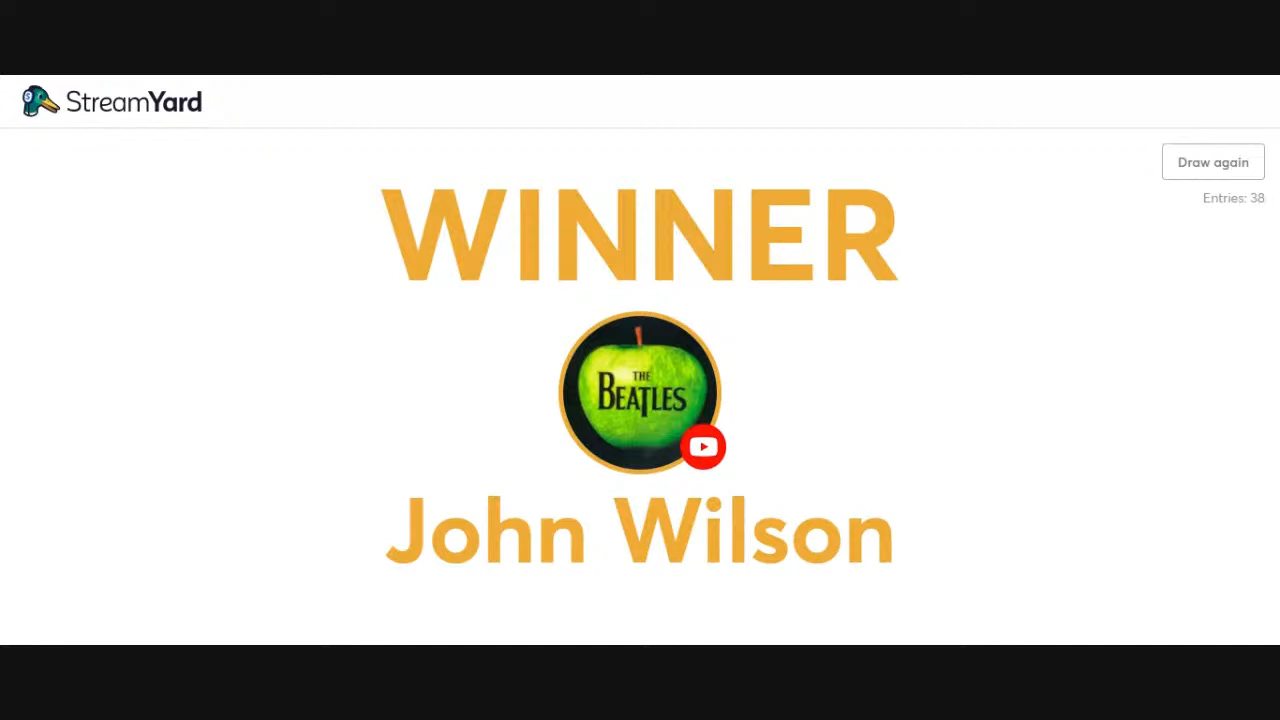 StreamYard
Draw again
Entries: 38
WINNER
THE
BEATLES
John Wilson